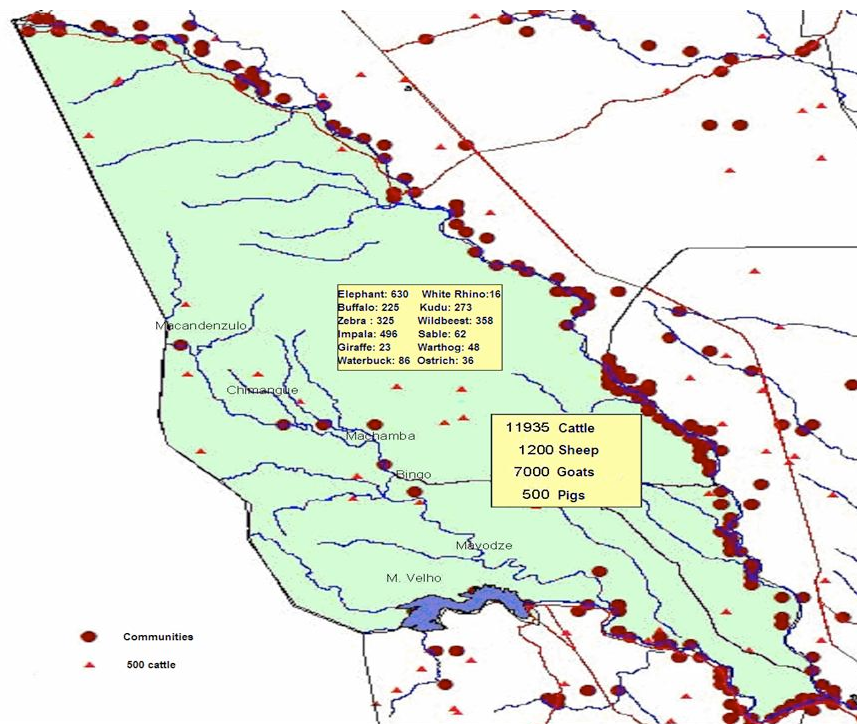 Elephant: 630 White Rhino:16
Buffalo: 225 Kudu: 273
Zebra : 325 Wildbeest: 358
Impala: 496 Sable: 62
Giraffe: 23 Warthog: 48
Waterbuck: 86 Ostrich: 36
Macandenzulo
Chimangue
11935 Cattle
1200 Sheep
7000 Goats
500 Pigs
Machamba
Bingo
Mavodze
M. Velho
Communities
500 cattle